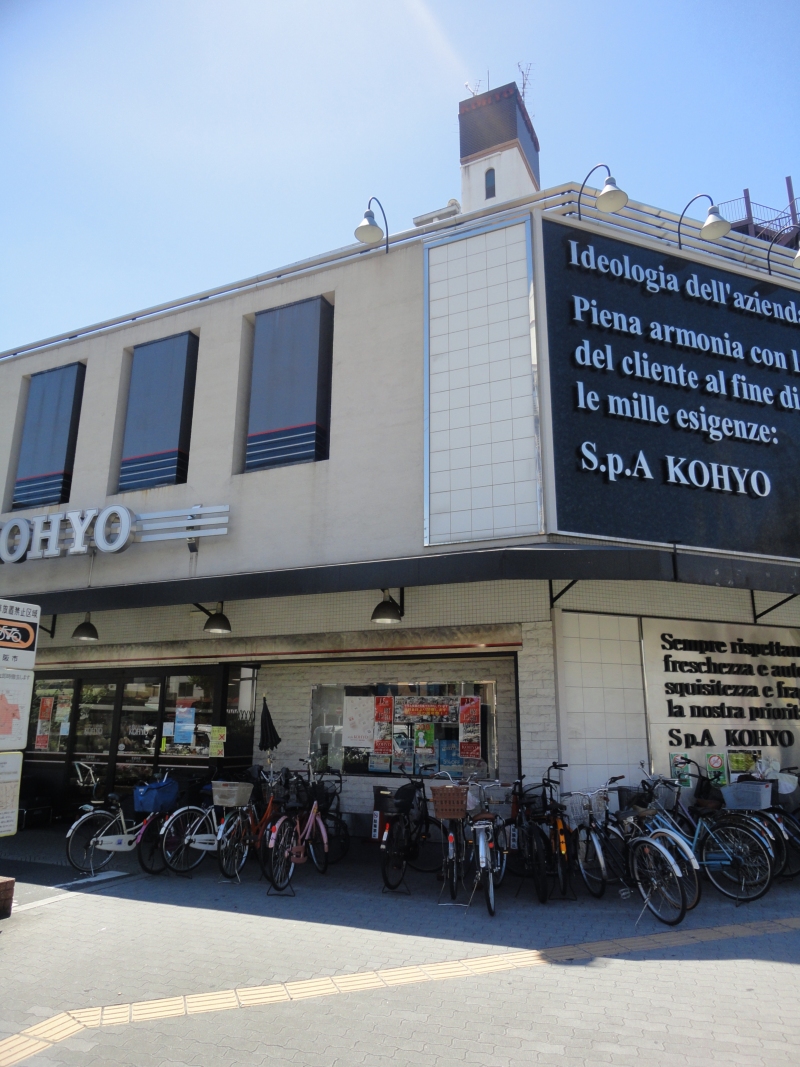 Ideologia dell'azienda
Piena armonia con l
del cliente al fine di
le mille esigenze:
S.p.A KOHYO
KOHYO
Sempre rispettan
freschezza e aut
squisitezza e fra
la nostra priorit
S.p.A KOHYO